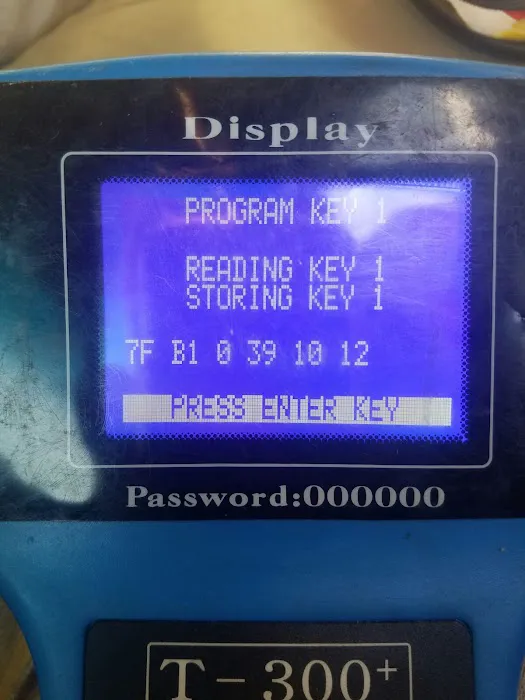 Display
PROGRAM KEY 1
READING KEY 1
STORING KEY 1
7F B1 0 39 10 12
PRESS ENTER KEY
Password:000000
T-300+